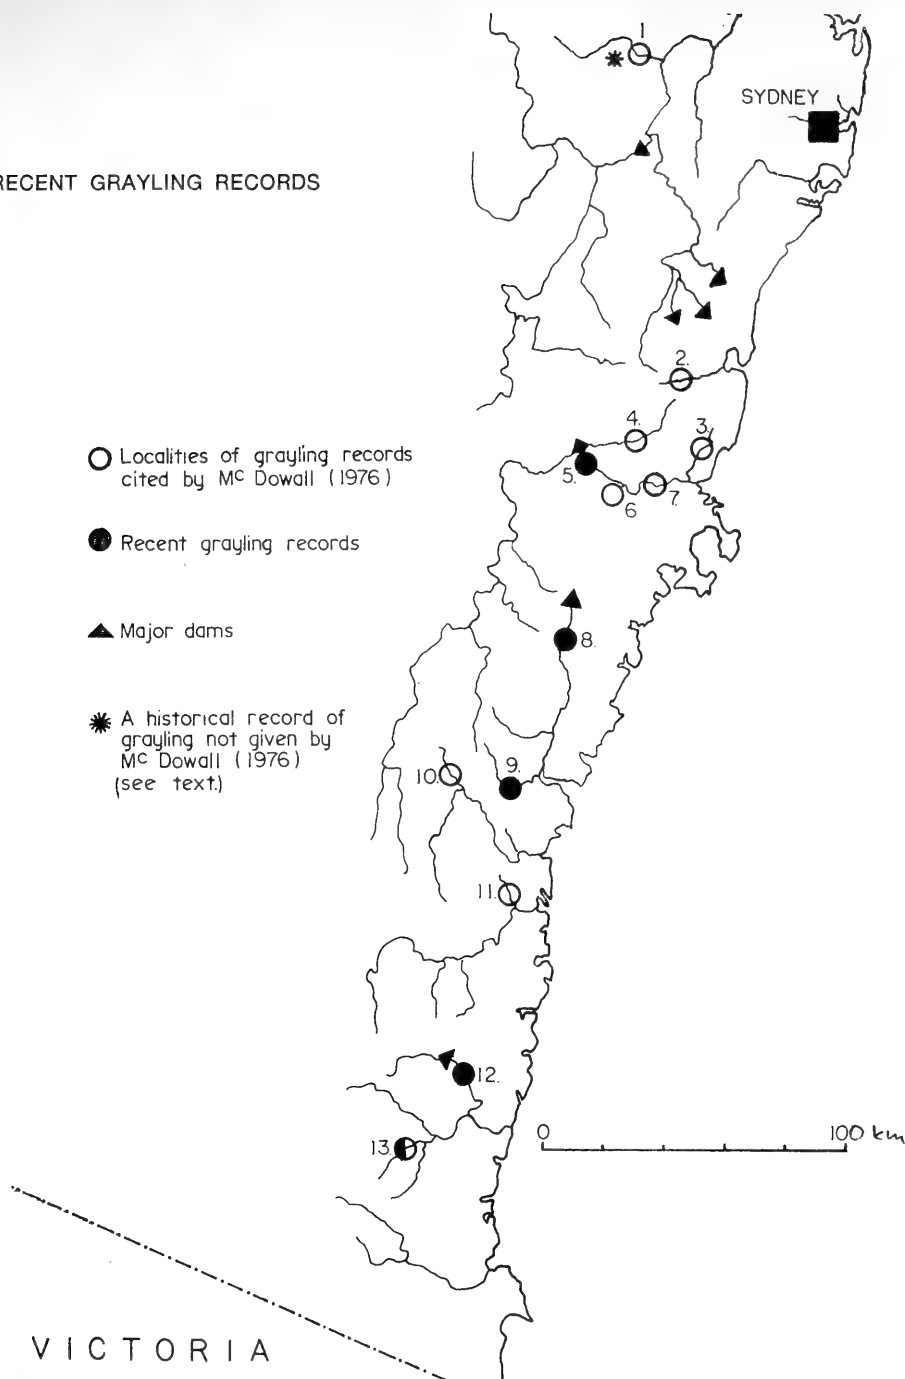 RECENT GRAYLING RECORDS
SYDNEY
1
2.
3.
4.
5.
6
7.
8.
9.
10.
11.
12.
13.
Localities of grayling records
cited by Mc Dowall (1976)
Recent grayling records
Major dams
A historical record of
grayling not given by
Mc Dowall (1976)
(see text.)
0
100 km
VICTORIA